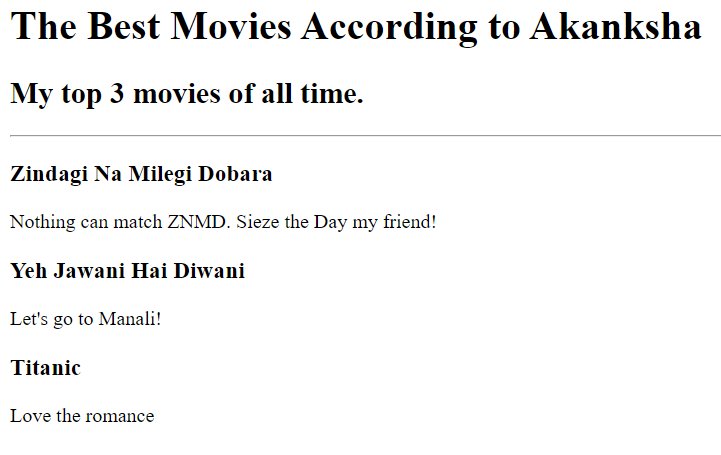 The Best Movies According to Akanksha
My top 3 movies of all time.
Zindagi Na Milegi Dobara
Nothing can match ZNMD. Sieze the Day my friend!
Yeh Jawani Hai Diwani
Let's go to Manali!
Titanic
Love the romance